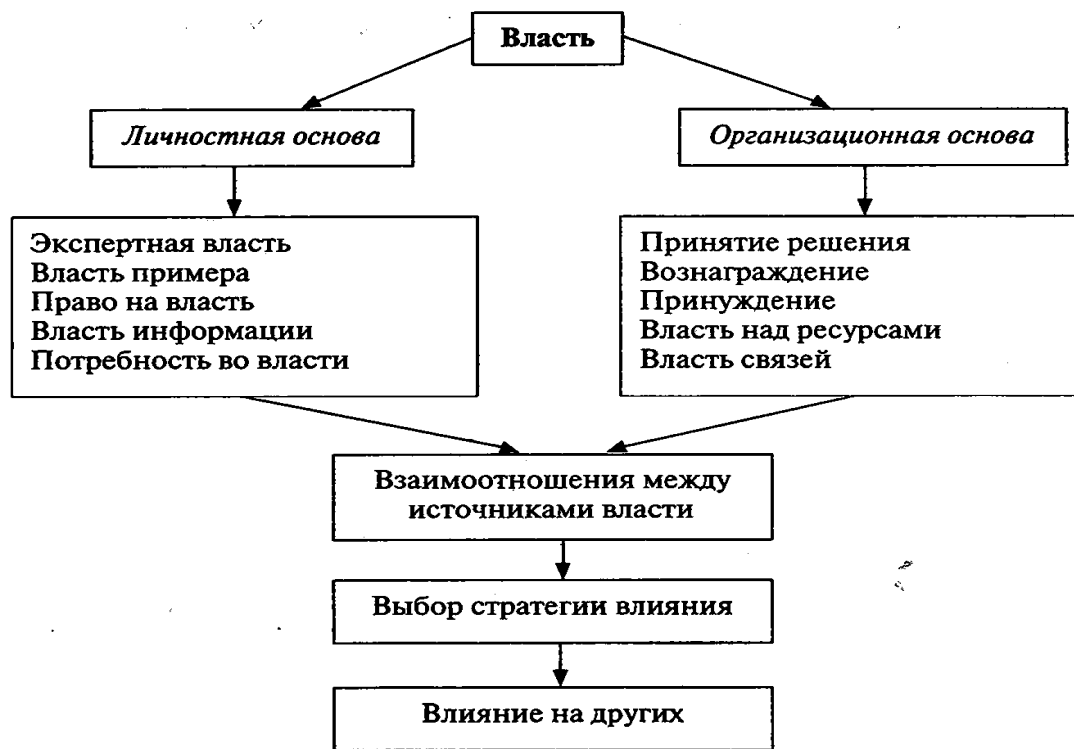 Власть
Личностная основа
Организационная основа
Экспертная власть
Власть примера
Право на власть
Власть информации
Потребность во власти
Принятие решения
Вознаграждение
Принуждение
Власть над ресурсами
Власть связей
Взаимоотношения между
источниками власти
Выбор стратегии влияния
Влияние на других